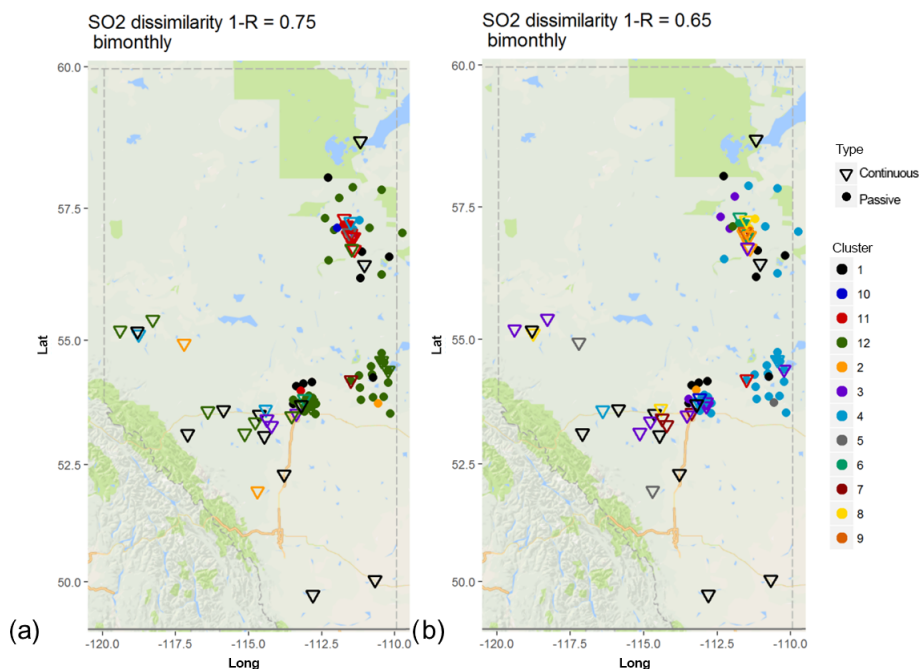 SO2 dissimilarity 1-R = 0.75
bimonthly
60.0
57.5
55.0
52.5
50.0
Lat
-120.0
-117.5
-115.0
-112.5
-110.0
Long
(a)
SO2 dissimilarity 1-R = 0.65
bimonthly
60.0
57.5
55.0
52.5
50.0
Lat
-120.0
-117.5
-115.0
-112.5
-110.0
Long
(b)
Type
Continuous
Passive
Cluster
1
10
11
12
2
3
4
5
6
7
8
9